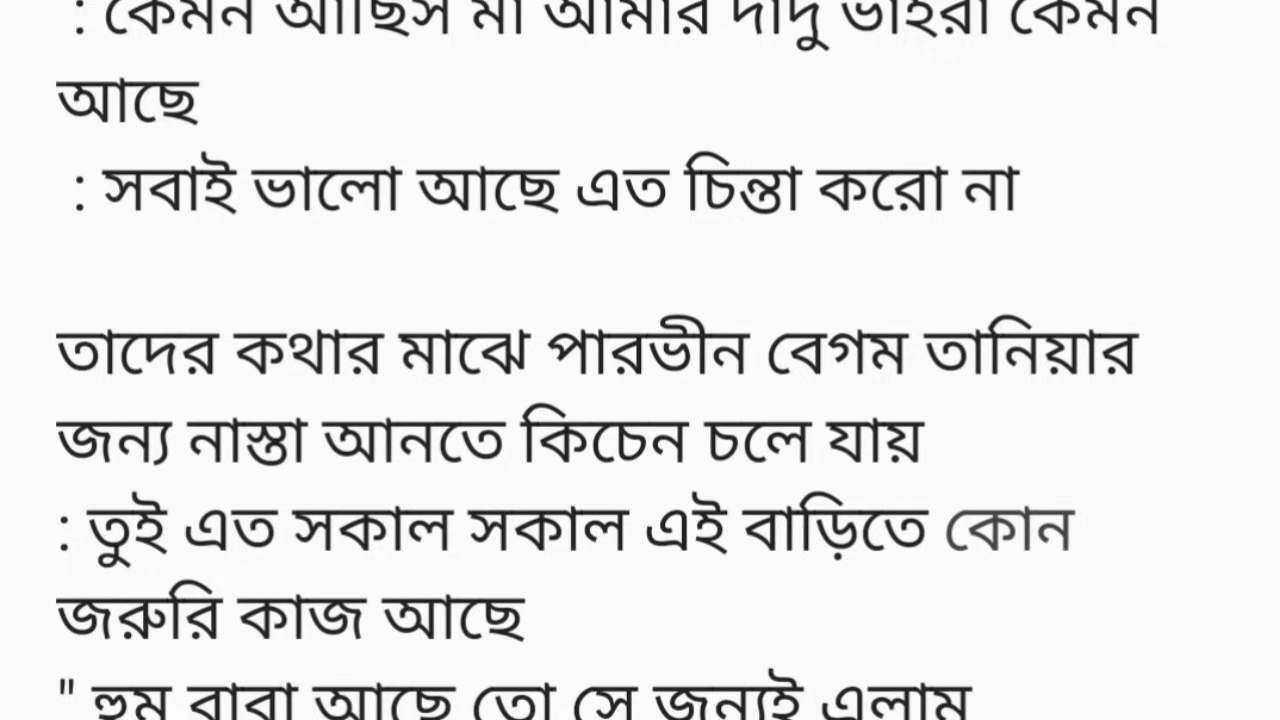 : কেমন আছিস মা আমার দাদু ভাইরা কেমন
আছে
: সবাই ভালো আছে এত চিন্তা করো না
তাদের কথার মাঝে পারভীন বেগম তানিয়ার
জন্য নাস্তা আনতে কিচেন চলে যায়
: তুই এত সকাল সকাল এই বাড়িতে কোন
জরুরি কাজ আছে
" হুম বাবা আছে তো সে জন্যই এলাম